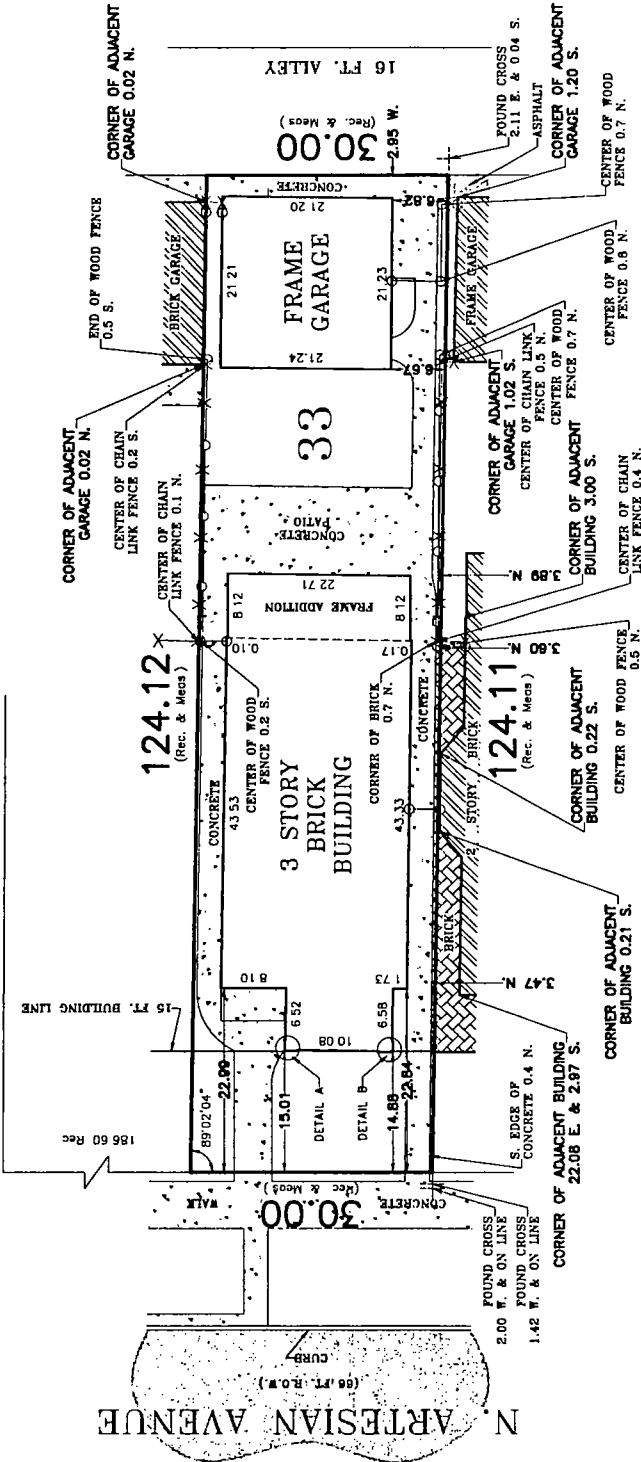 CORNER OF ADJACENT
GARAGE 0.02 N.
16 FT. ALLEY
30.00
(Rec. & Meas)
2.95 W.
FOUND CROSS
2.11 E. & 0 04 S.
ASPHALT
CORNER OF ADJACENT
GARAGE 1.20 S.
CENTER OF WOOD
FENCE 0.7 N.
CONCRETE
21.20
6.82
END OF WOOD FENCE
0.5 S.
BRICK GARAGE
21 21
FRAME
GARAGE
21.23
FRAME GARAGE
CENTER OF WOOD
FENCE 0.8 N.
21.24
6.67
CORNER OF ADJACENT
GARAGE 0.02 N.
CENTER OF CHAIN
LINK FENCE 0.2 S.
33
CORNER OF ADJACENT
GARAGE 1.02 S.
CENTER OF CHAIN LINK
FENCE 0.5 N.
CENTER OF WOOD
FENCE 0.7 N.
CENTER OF CHAIN
LINK FENCE 0.1 N.
CONCRETE
PATIO
CORNER OF ADJACENT
BUILDING 3.00 S.
3.89 N.
CENTER OF CHAIN
LINK FENCE 0.4 N.
22.71
8 12
FRAME ADDITION
8 12
124.12
(Rec. & Meas)
0.10
0.17
3.60 N.
CENTER OF WOOD FENCE
0.5 N.
CENTER OF WOOD
FENCE 0.2 S.
CORNER OF BRICK
0.7 N.
CONCRETE
124.11
(Rec. & Meas)
CORNER OF ADJACENT
BUILDING 0.22 S.
CONCRETE
43 53
3 STORY
BRICK
BUILDING
43.33
2 STORY BRICK
BRICK
CORNER OF ADJACENT
BUILDING 0.21 S.
8.10
1.73
3.47 N.
15 FT. BUILDING LINE
6.52
10 08
6.58
CORNER OF ADJACENT BUILDING
22.08 E. & 2.97 S.
22.99
15.01
DETAIL A
DETAIL B
14.88
22.84
S. EDGE OF
CONCRETE 0.4 N.
186 60 Rec
89°02'04"
WALK
30.00
(Rec. & Meas)
CONCRETE
FOUND CROSS
2.00 W. & ON LINE
FOUND CROSS
1.42 W. & ON LINE
CURB
(66 FT. R.O.W.)
N. ARTESIAN AVENUE